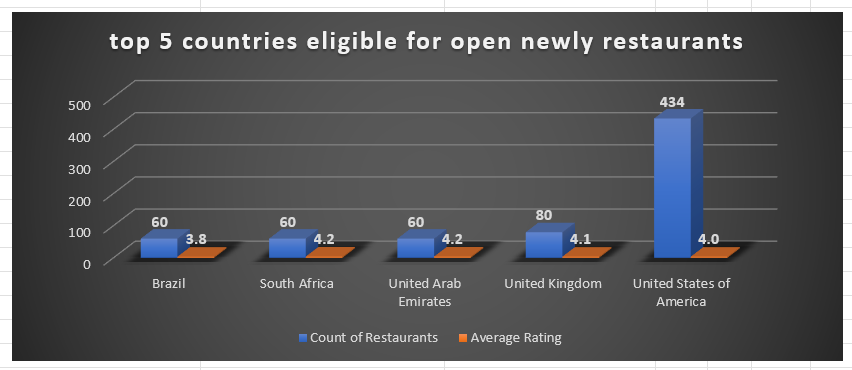 top 5 countries eligible for open newly restaurants
500
400
300
200
100
0
434
60
60
60
80
3.8
4.2
4.2
4.1
4.0
Brazil
South Africa
United Arab
Emirates
United Kingdom
United States of
America
Count of Restaurants
Average Rating